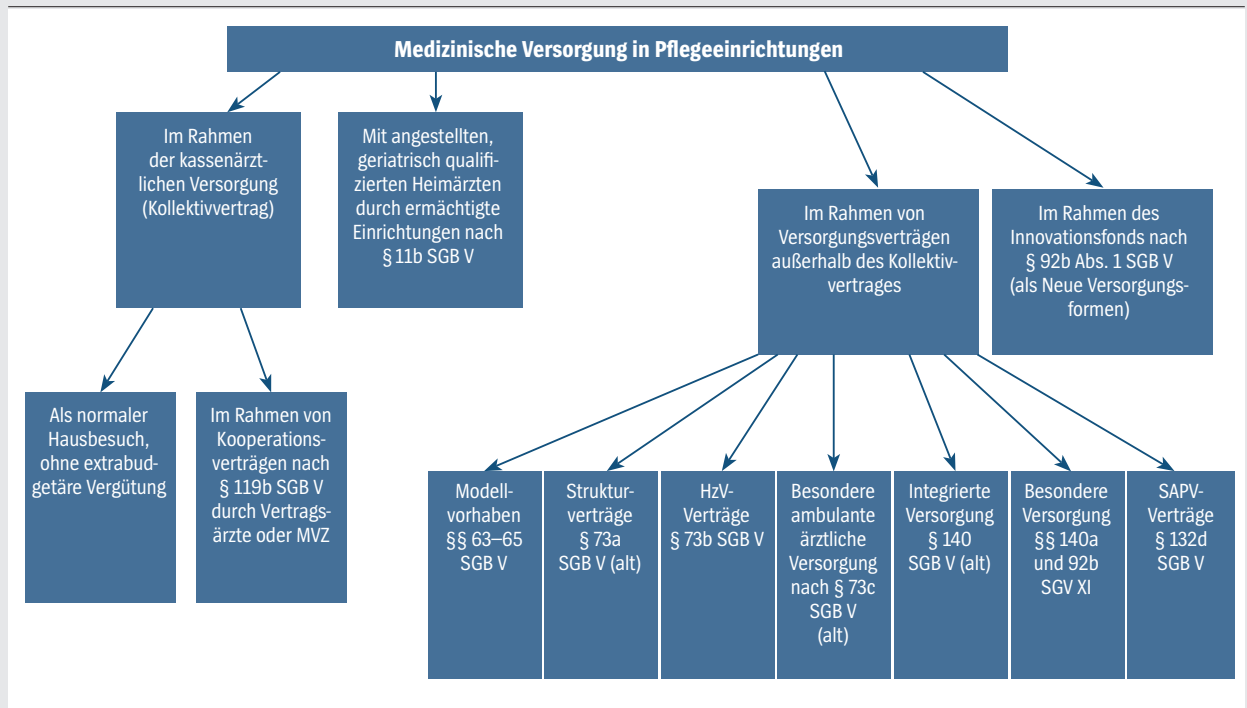 Medizinische Versorgung in Pflegeeinrichtungen
Im Rahmen
der kassenärzt-
lichen Versorgung
(Kollektivvertrag)
Mit angestellten,
geriatrisch qualifi-
zierten Heimärzten
durch ermächtigte
Einrichtungen nach
§ 11b SGB V
Im Rahmen von
Versorgungsverträgen
außerhalb des Kollektiv-
vertrages
Im Rahmen des
Innovationsfonds nach
§ 92b Abs. 1 SGB V
(als Neue Versorgungs-
formen)
Als normaler
Hausbesuch,
ohne extrabud-
getäre Vergütung
Im Rahmen von
Kooperations-
verträgen nach
§ 119b SGB V
durch Vertrags-
ärzte oder MVZ
Modell-
vorhaben
§§ 63–65
SGB V
Struktur-
verträge
§ 73a
SGB V (alt)
HzV-
Verträge
§ 73b SGB V
Besondere
ambulante
ärztliche
Versorgung
nach § 73c
SGB V
(alt)
Integrierte
Versorgung
§ 140
SGB V (alt)
Besondere
Versorgung
§§ 140a
und 92b
SGV XI
SAPV-
Verträge
§ 132d
SGB V